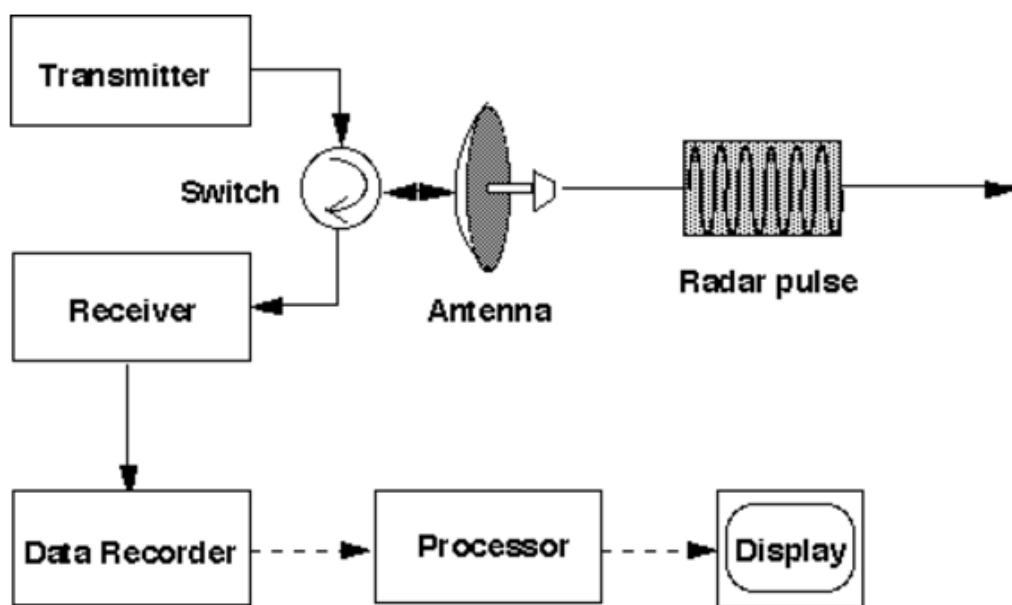 Transmitter
Switch
Receiver
Antenna
Radar pulse
Data Recorder
Processor
Display